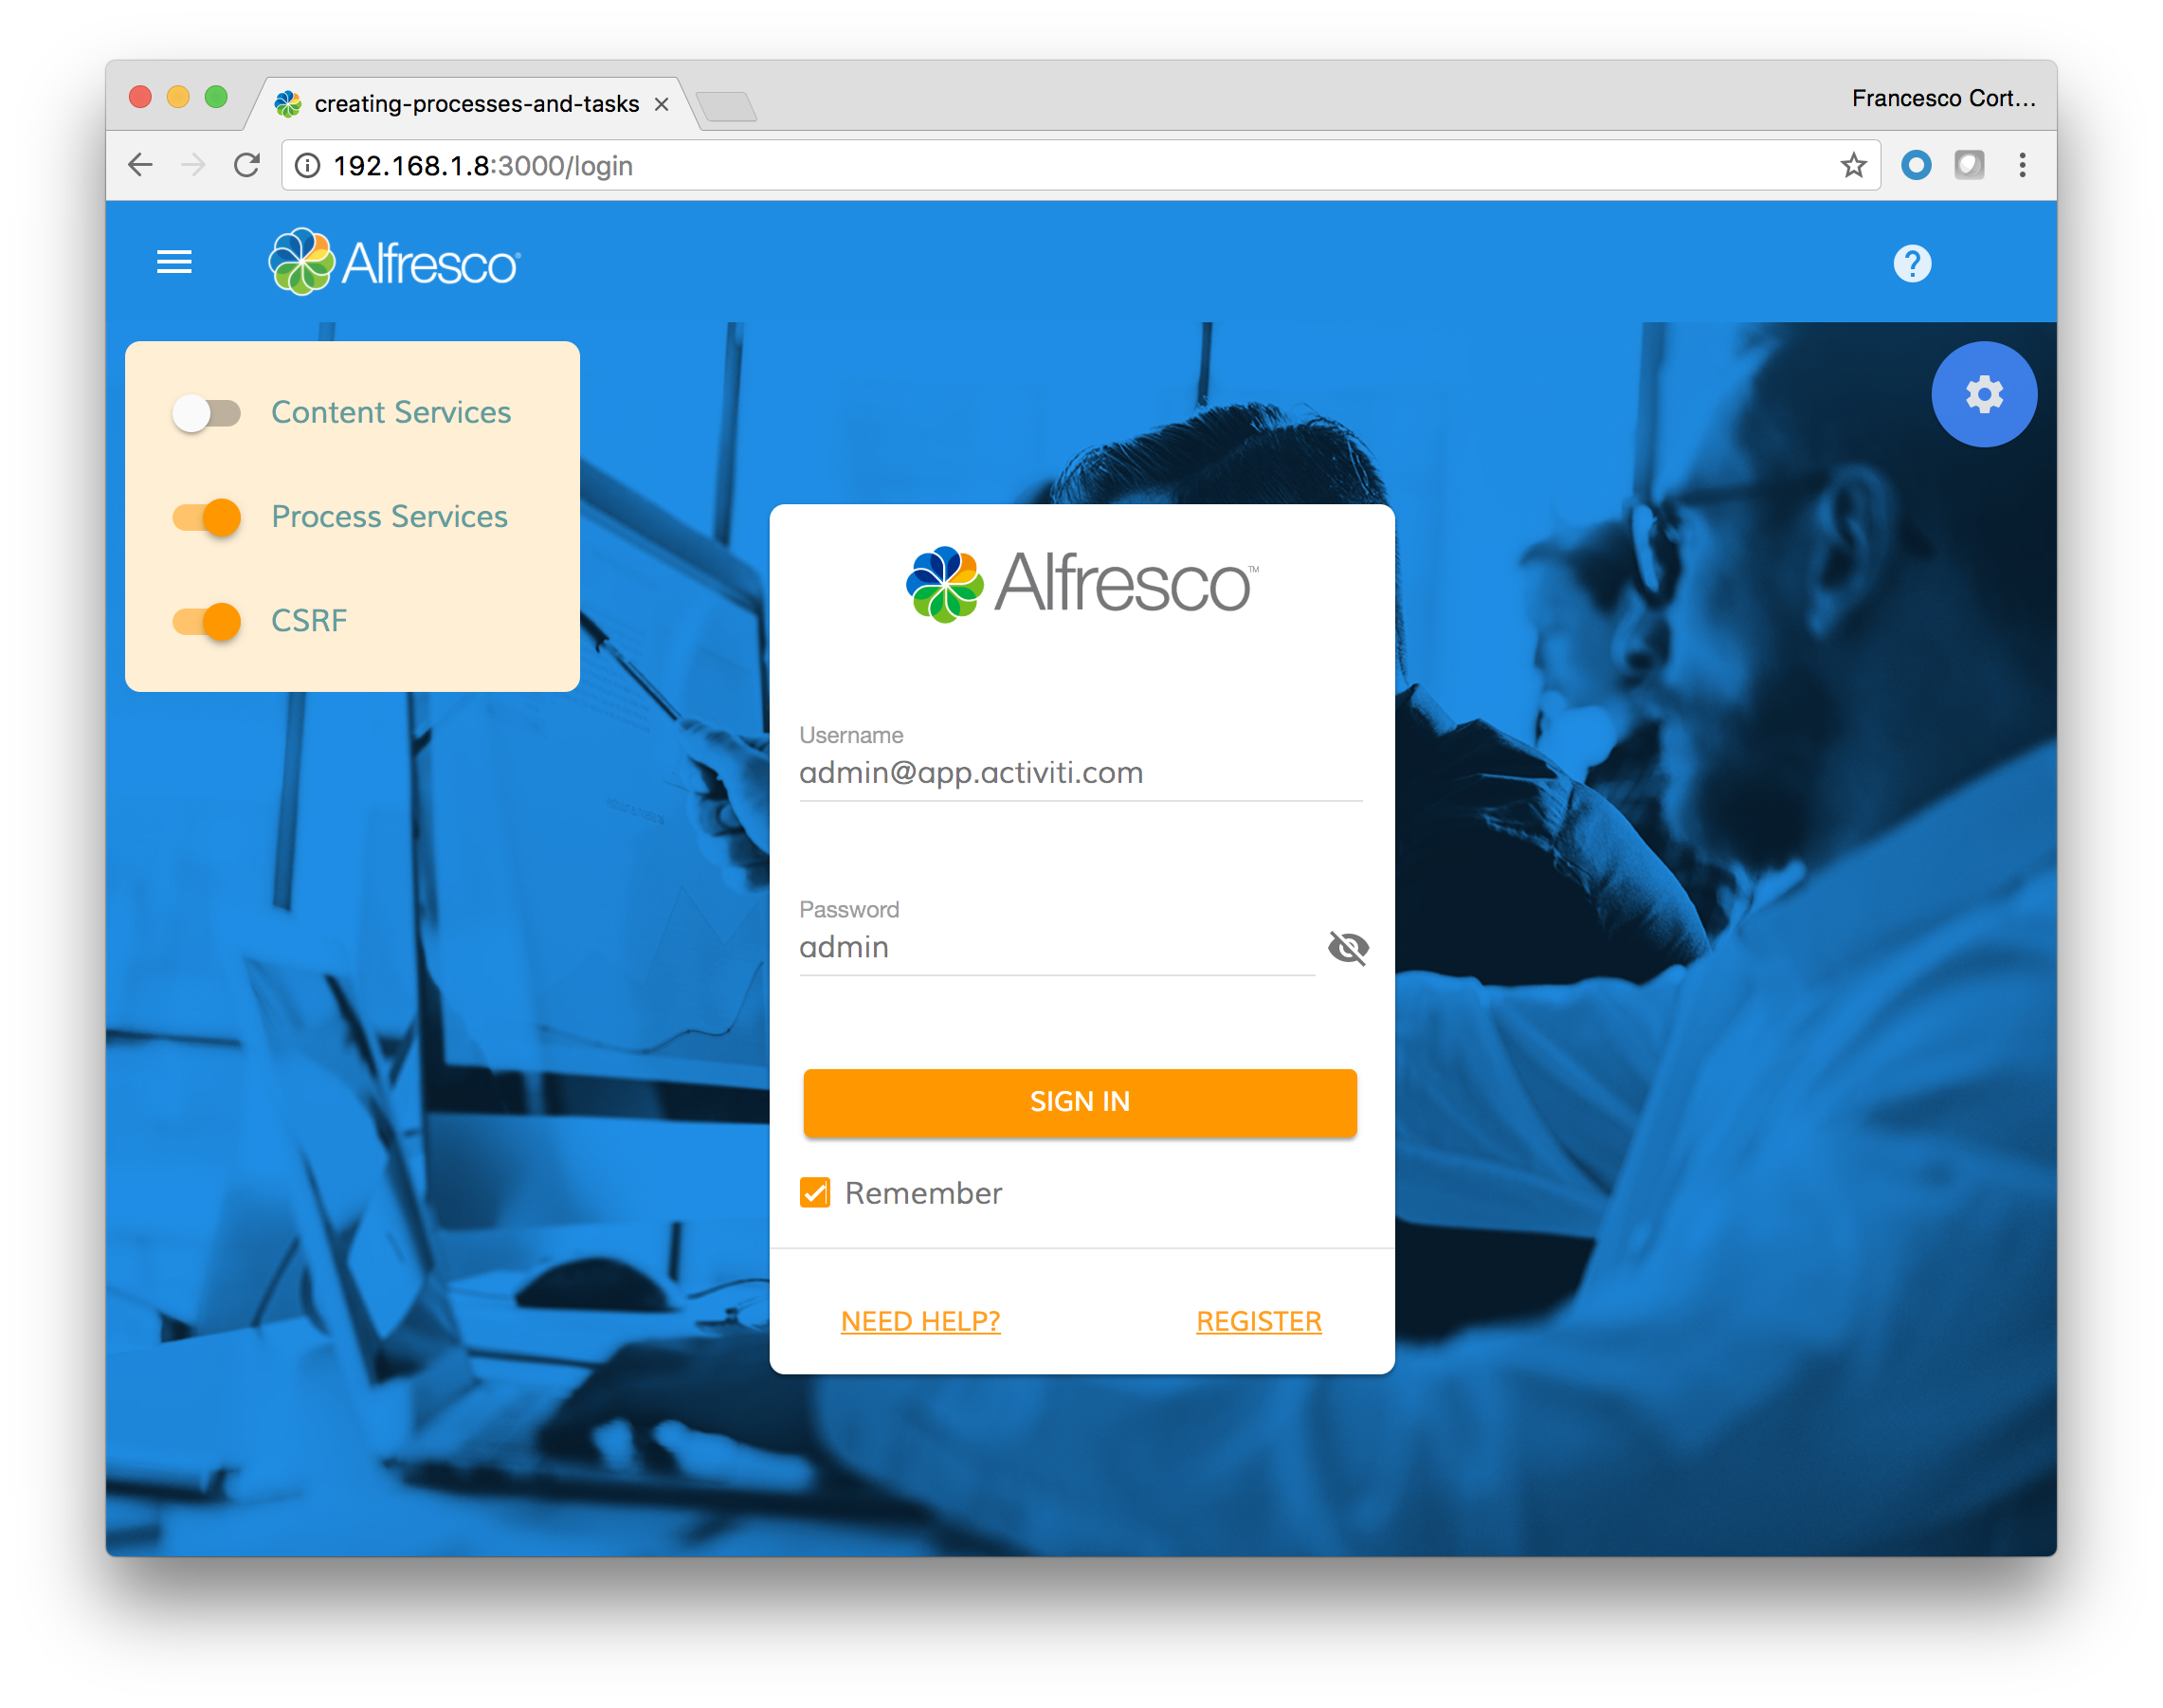 creating-processes-and-tasks
Francesco Cort...
192.168.1.8:3000/login
Alfresco
Content Services
Process Services
CSRF
Alfresco™
Username
admin@app.activiti.com
Password
admin
SIGN IN
Remember
NEED HELP?
REGISTER